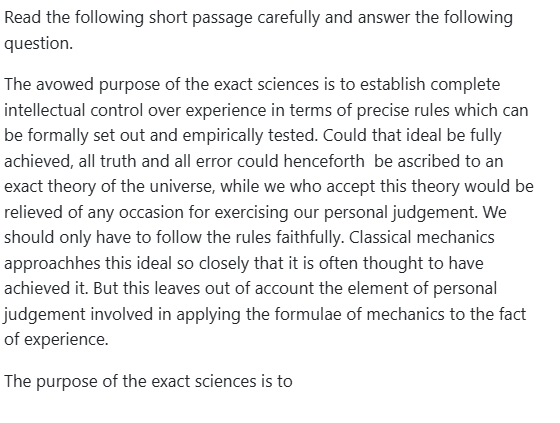 Read the following short passage carefully and answer the following
question.
The avowed purpose of the exact sciences is to establish complete
intellectual control over experience in terms of precise rules which can
be formally set out and empirically tested. Could that ideal be fully
achieved, all truth and all error could henceforth  be ascribed to an
exact theory of the universe, while we who accept this theory would be
relieved of any occasion for exercising our personal judgement. We
should only have to follow the rules faithfully. Classical mechanics
approachhes this ideal so closely that it is often thought to have
achieved it. But this leaves out of account the element of personal
judgement involved in applying the formulae of mechanics to the fact
of experience.
The purpose of the exact sciences is to